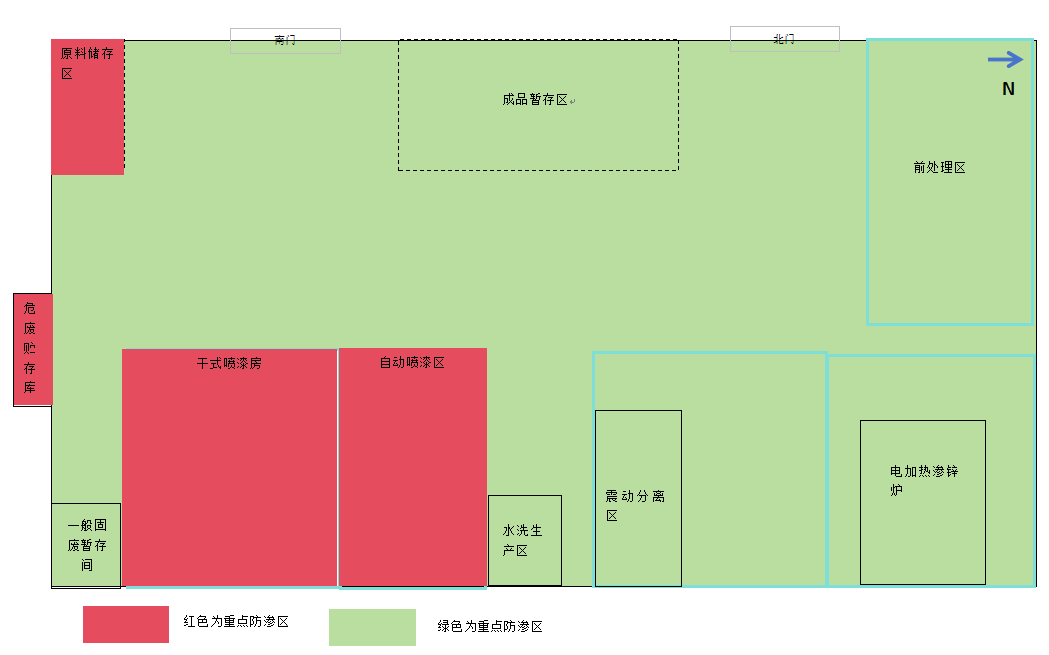 南门
北门
原料储存
区
成品暂存区
N
前处理区
危
废
贮
存
库
干式喷漆房
自动喷漆区
电加热渗锌
炉
震动分离
区
一般固
废暂存
间
水洗生
产区
红色为重点防渗区
绿色为重点防渗区